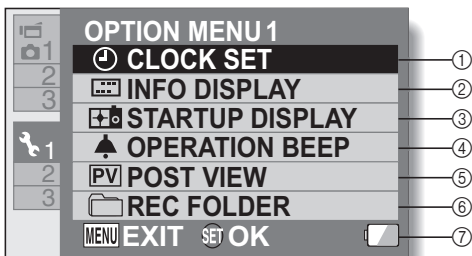 OPTION MENU 1
1
2
3
CLOCK SET ①
INFO DISPLAY ②
STARTUP DISPLAY ③
1
2
3
OPERATION BEEP ④
PV POST VIEW ⑤
REC FOLDER ⑥
MENU EXIT SET OK ⑦